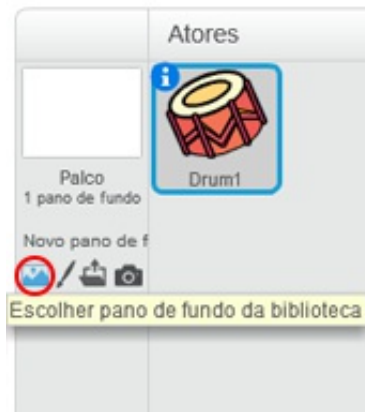 Atores
Palco
1 pano de fundo
Drum1
Novo pano de f
Escolher pano de fundo da biblioteca